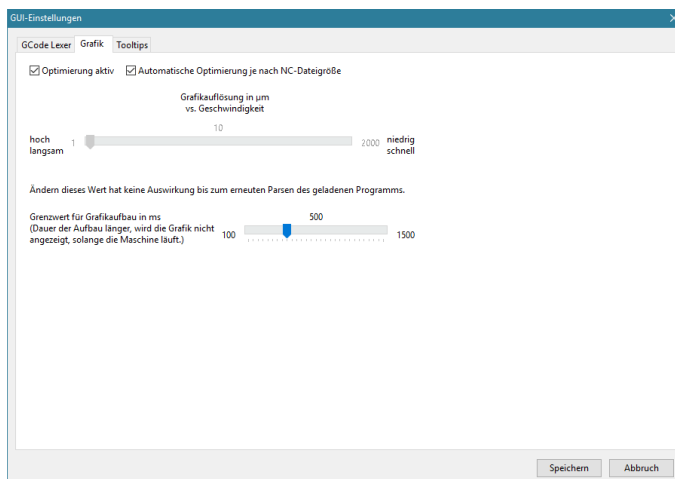 GUI-Einstellungen
GCode Lexer Grafik Tooltips
Optimierung aktiv Automatische Optimierung je nach NC-Dateigröße
Grafikauflösung in µm
vs. Geschwindigkeit
10
hoch 1 2000 niedrig
langsam schnell
Ändern dieses Wert hat keine Auswirkung bis zum erneuten Parsen des geladenen Programms.
Grenzwert für Grafikaufbau in ms 500
(Dauer der Aufbau länger, wird die Grafik nicht 100 1500
angezeigt, solange die Maschine läuft.)
Speichern Abbruch